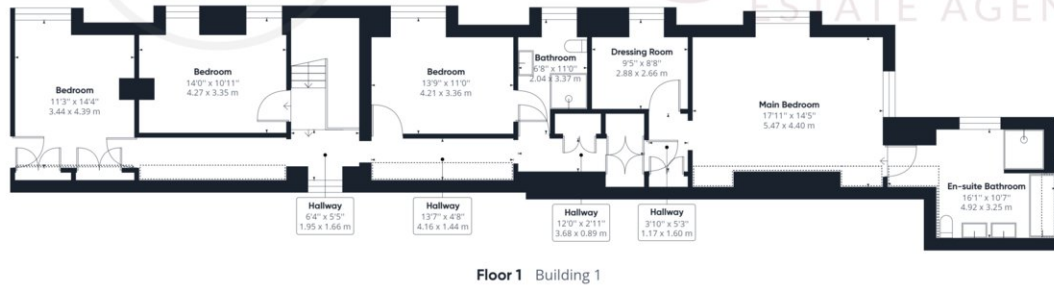 ESTATE AGEN
Bedroom
11'3" x 14'4"
3.44 x 4.39 m
Bedroom
14'0" x 10'11"
4.27 x 3.35 m
Bedroom
13'9" x 11'0"
4.21 x 3.36 m
Bathroom
6'8" x 11'0"
2.04 x 3.37 m
Dressing Room
9'5" x 8'8"
2.88 x 2.66 m
Main Bedroom
17'11" x 14'5"
5.47 x 4.40 m
En-suite Bathroom
16'1" x 10'7"
4.92 x 3.25 m
Hallway
6'4" x 5'5"
1.95 x 1.66 m
Hallway
13'7" x 4'8"
4.16 x 1.44 m
Hallway
12'0" x 2'11"
3.68 x 0.89 m
Hallway
3'10" x 5'3"
1.17 x 1.60 m
Floor 1 Building 1